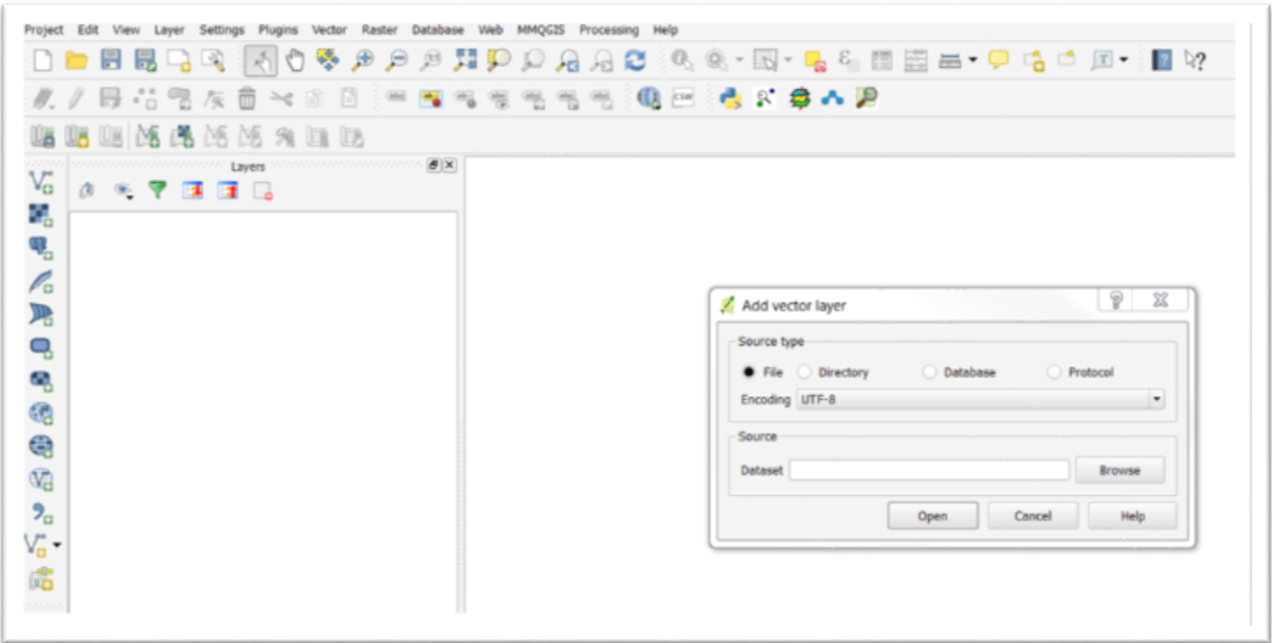 Project Edit View Layer Settings Plugins Vector Raster Database Web MMQGIS Processing Help
CSW
Layers
Add vector layer
Source type
File Directory Database Protocol
Encoding UTF-8
Source
Dataset Browse
Open Cancel Help